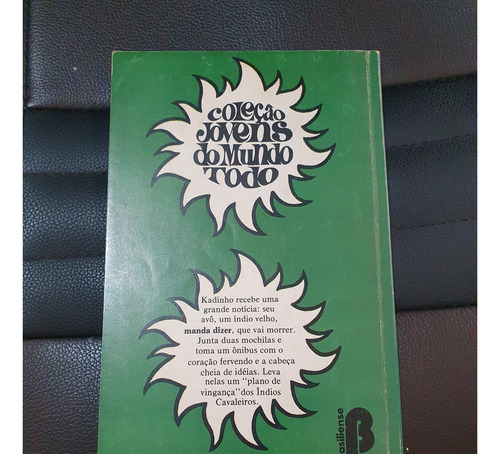 Coleção
Jovens
do Mundo
Todo
Kadinho recebe uma
grande notícia: seu
avô, um índio velho,
manda dizer, que vai morrer.
Junta duas mochilas e
toma um ônibus com o
coração fervendo e a cabeça
cheia de idéias. Leva
nelas um "plano de
vingança" dos Índios
Cavaleiros.
asiliense
B